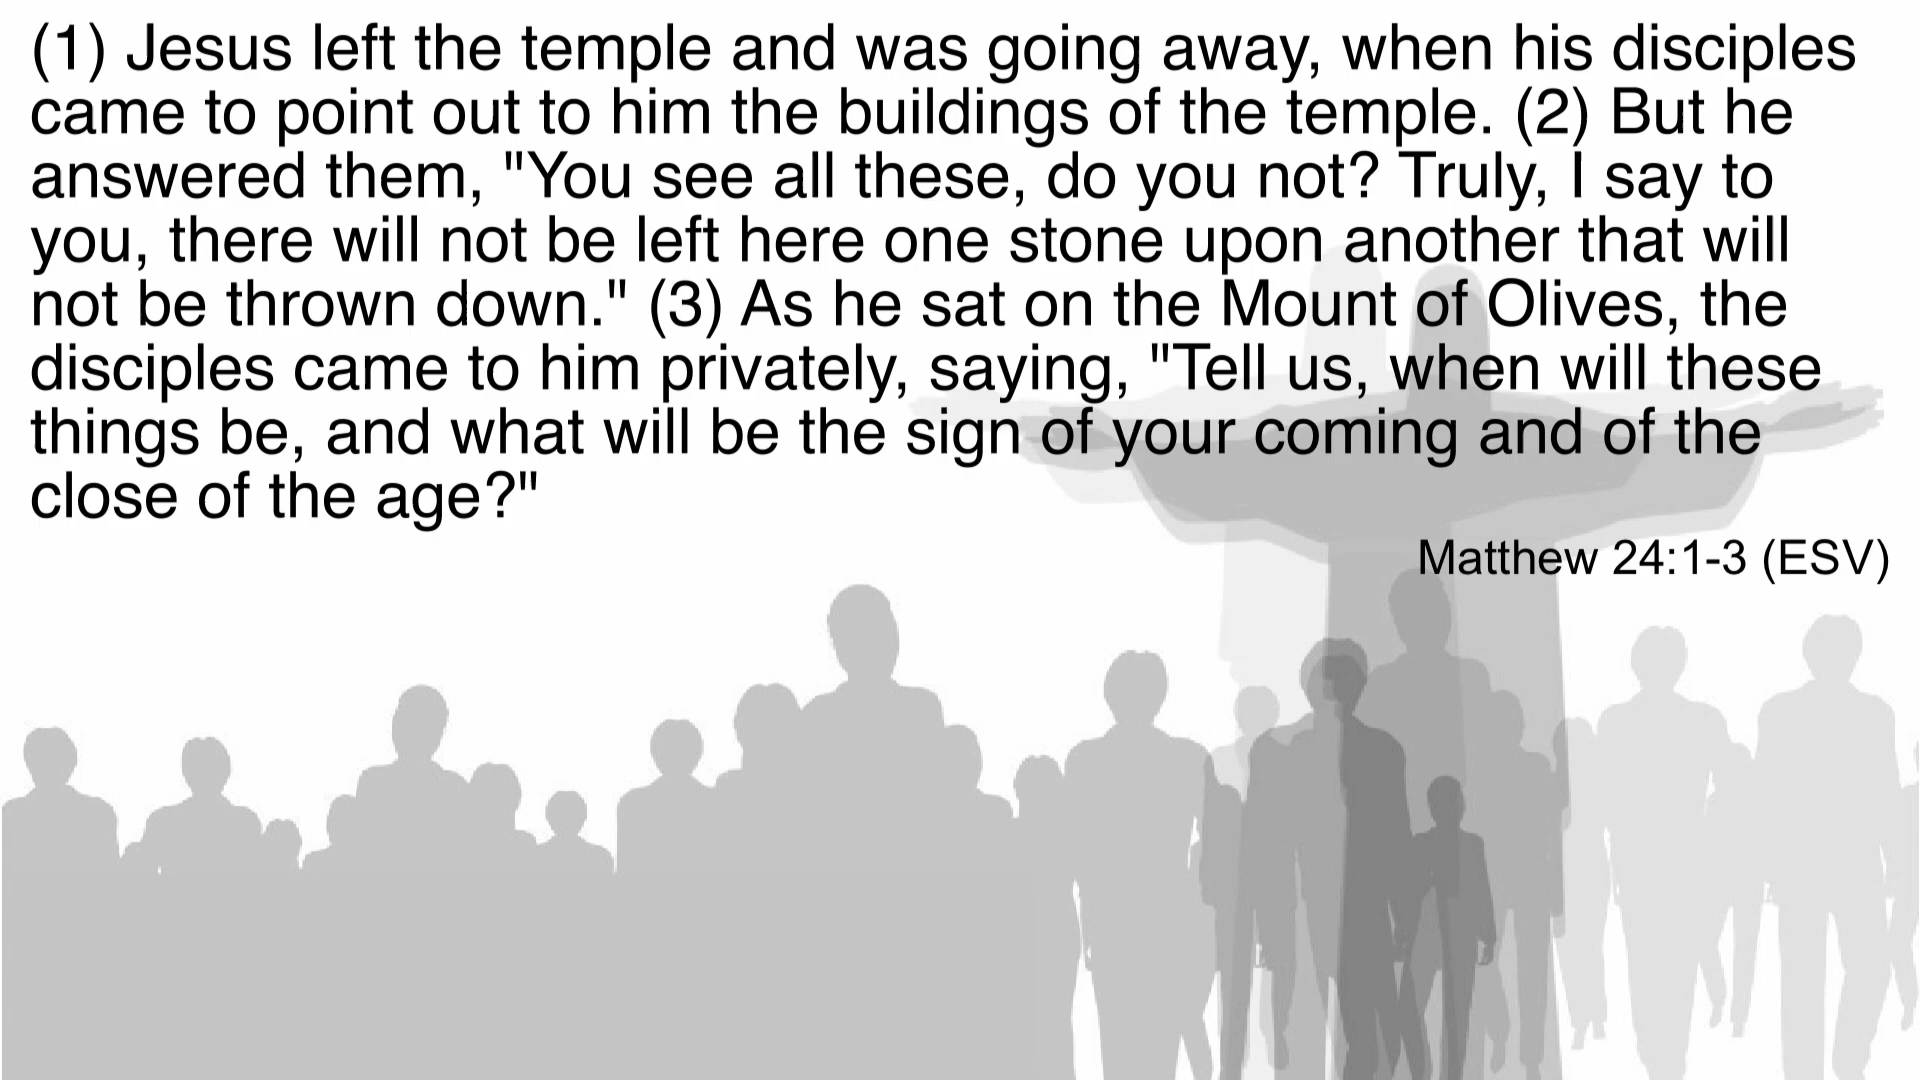 (1) Jesus left the temple and was going away, when his disciples
came to point out to him the buildings of the temple. (2) But he
answered them, "You see all these, do you not? Truly, I say to
you, there will not be left here one stone upon another that will
not be thrown down." (3) As he sat on the Mount of Olives, the
disciples came to him privately, saying, "Tell us, when will these
things be, and what will be the sign of your coming and of the
close of the age?"
Matthew 24:1-3 (ESV)